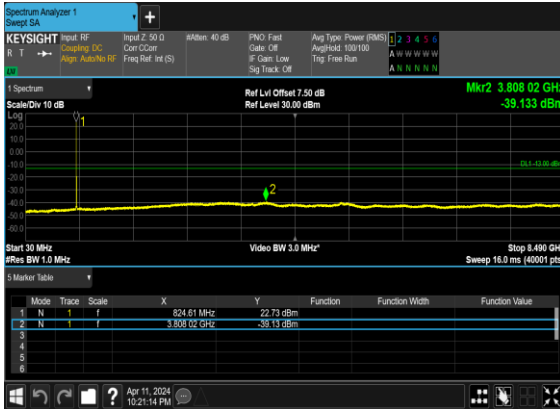 Spectrum Analyzer 1
Swept SA
+
KEYSIGHT
R T
LV
Input: RF
Coupling: DC
Align: Auto/No RF
Input Z: 50 Ω
Corr CCorr
Freq Ref: Int (S)
#Atten: 40 dB
PNO: Fast
Gate: Off
IF Gain: Low
Sig Track: Off
Avg Type: Power (RMS)
Avg|Hold: 100/100
Trig: Free Run
1 2 3 4 5 6
A W W W W W
A N N N N N
1 Spectrum
Scale/Div 10 dB
Ref Lvl Offset 7.50 dB
Ref Level 30.00 dBm
Mkr2 3.808 02 GHz
-39.133 dBm
Log
20.0
10.0
0.00
-10.0
-20.0
-30.0
-40.0
-50.0
-60.0
1
2
DL1 -13.00 dBm
Start 30 MHz
#Res BW 1.0 MHz
Video BW 3.0 MHz*
Stop 8.490 GH
Sweep 16.0 ms (40001 pts
5 Marker Table
Mode Trace Scale X Y Function Function Width Function Value
1 N 1 f 824.61 MHz 22.73 dBm
2 N 1 f 3.808 02 GHz -39.13 dBm
3
4
5
6
?
Apr 11, 2024
10:21:14 PM